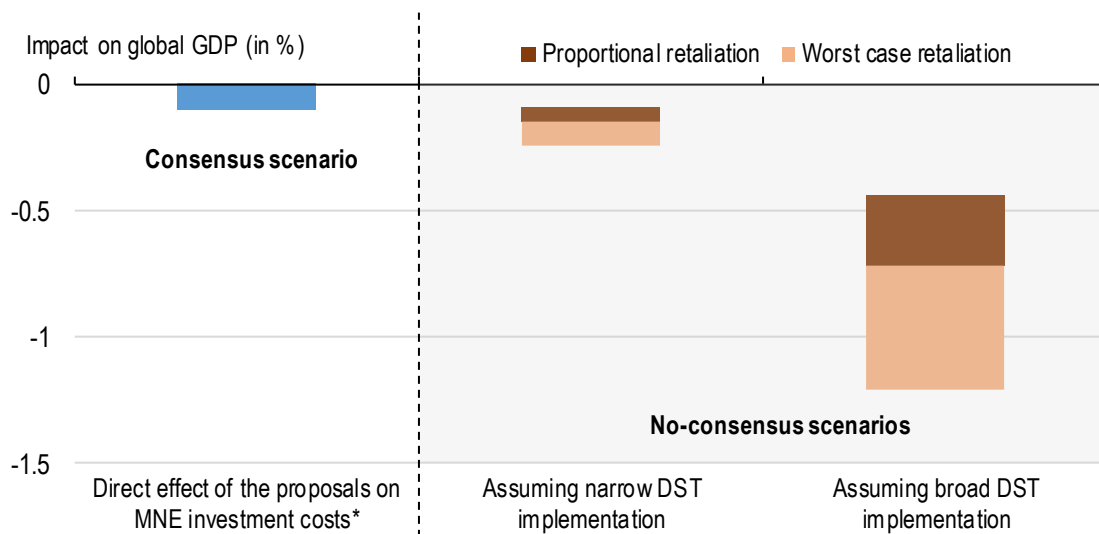 Impact on global GDP (in %)
Proportional retaliation
Worst case retaliation
0
Consensus scenario
-0.5
-1
No-consensus scenarios
-1.5
Direct effect of the proposals on
MNE investment costs*
Assuming narrow DST
implementation
Assuming broad DST
implementation